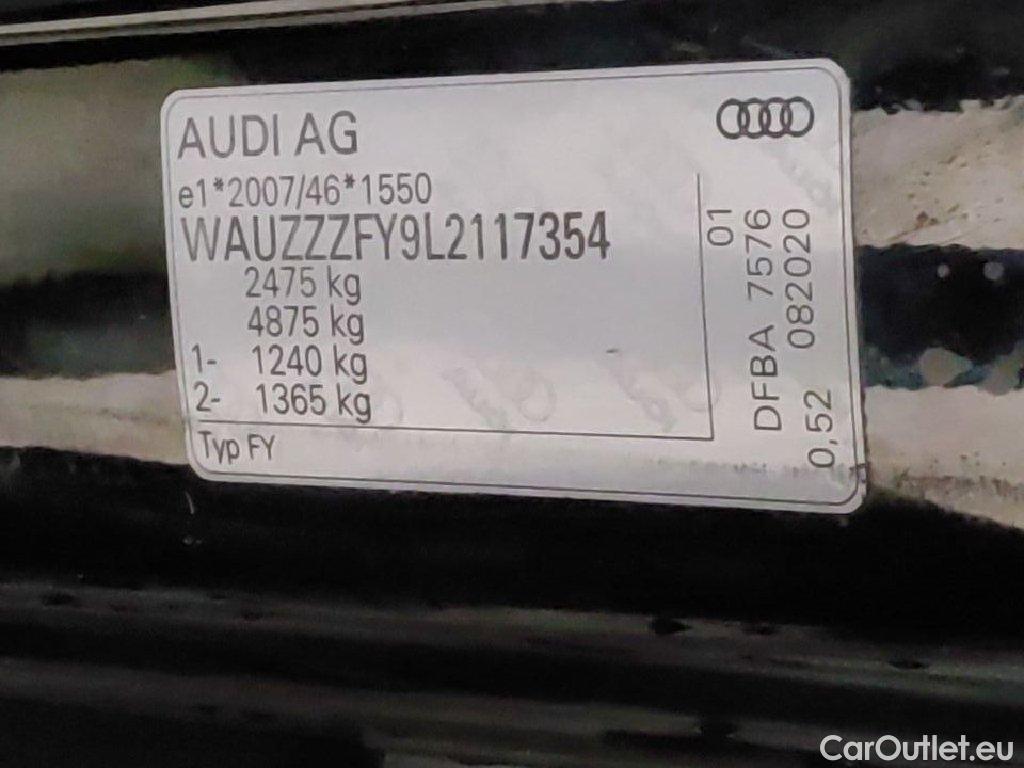 AUDI AG
e1*2007/46*1550
WAUZZZFY9L2117354
2475 kg
4875 kg
1- 1240 kg
2- 1365 kg
Typ FY
01
DFBA 7576
0,52 082020
CarOutlet.eu